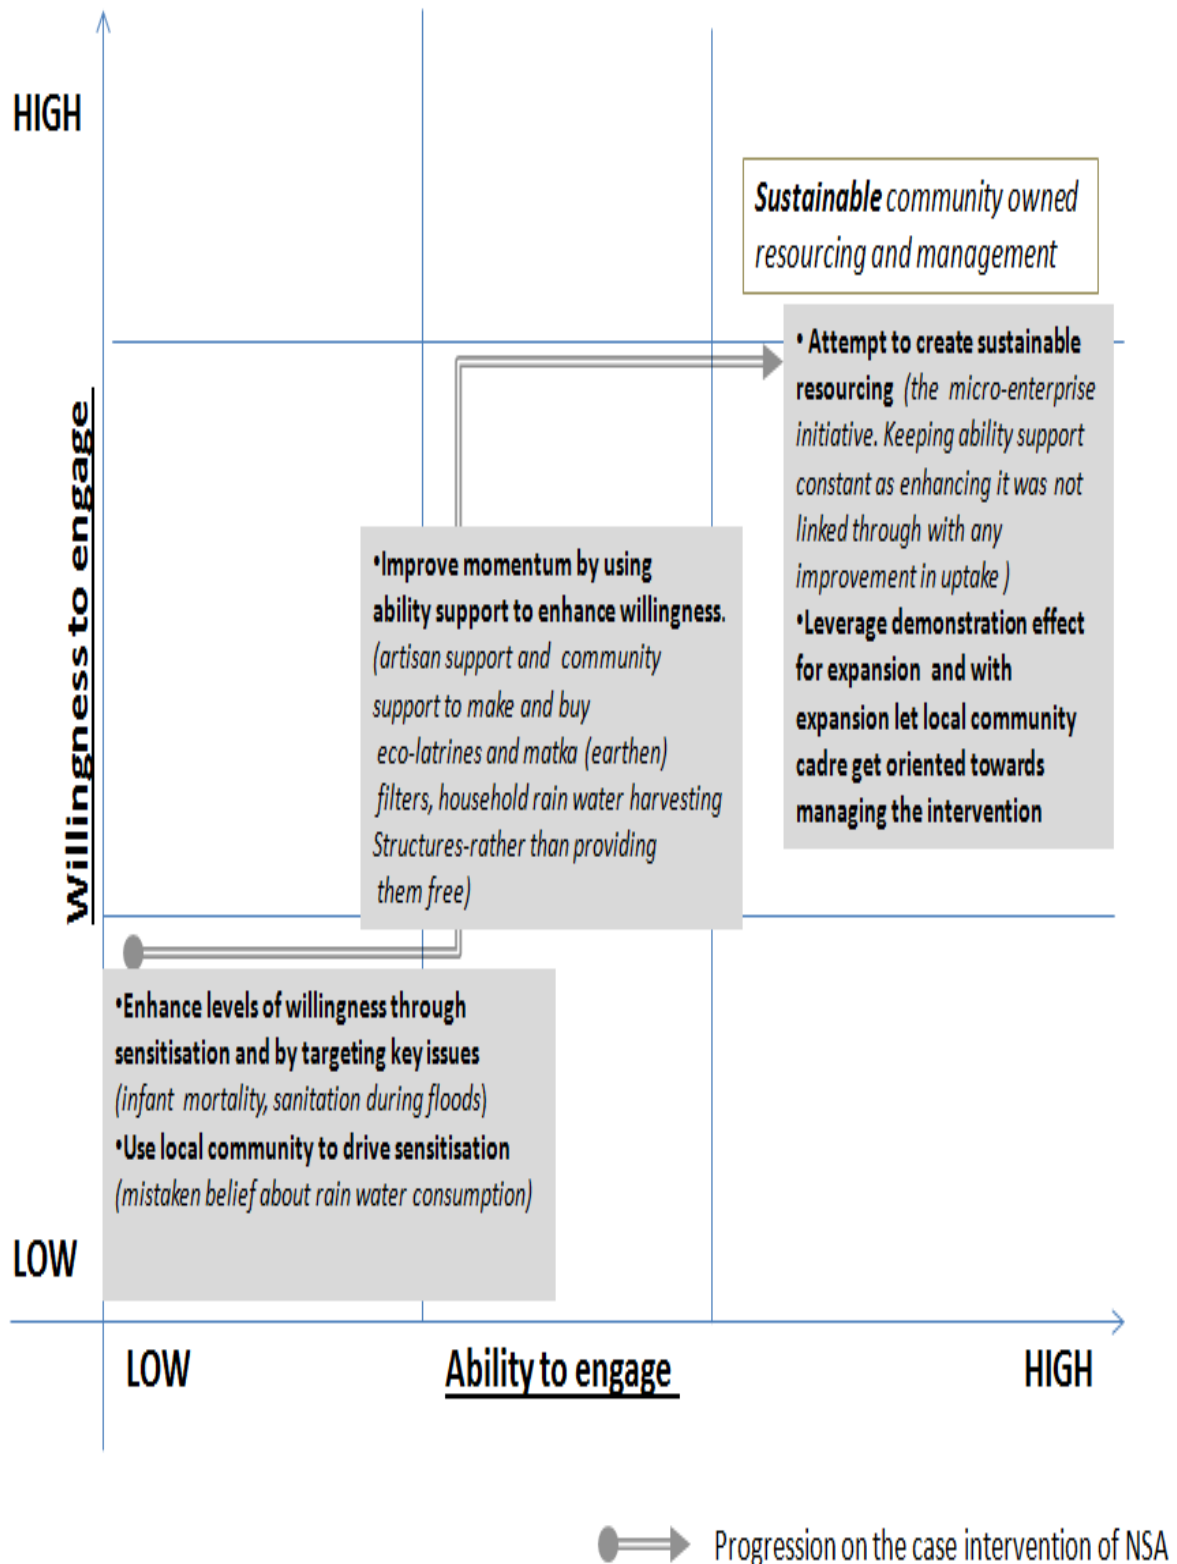 HIGH
Sustainable community owned
resourcing and management
• Attempt to create sustainable
resourcing (the micro-enterprise
initiative. Keeping ability support
constant as enhancing it was not
linked through with any
improvement in uptake )
•Leverage demonstration effect
for expansion and with
expansion let local community
cadre get oriented towards
managing the intervention
Willingness to engage
•Improve momentum by using
ability support to enhance willingness.
(artisan support and community
support to make and buy
eco-latrines and matka (earthen)
filters, household rain water harvesting
Structures-rather than providing
them free)
•Enhance levels of willingness through
sensitisation and by targeting key issues
(infant mortality, sanitation during floods)
•Use local community to drive sensitisation
(mistaken belief about rain water consumption)
LOW
LOW
Ability to engage
HIGH
Progression on the case intervention of NSA